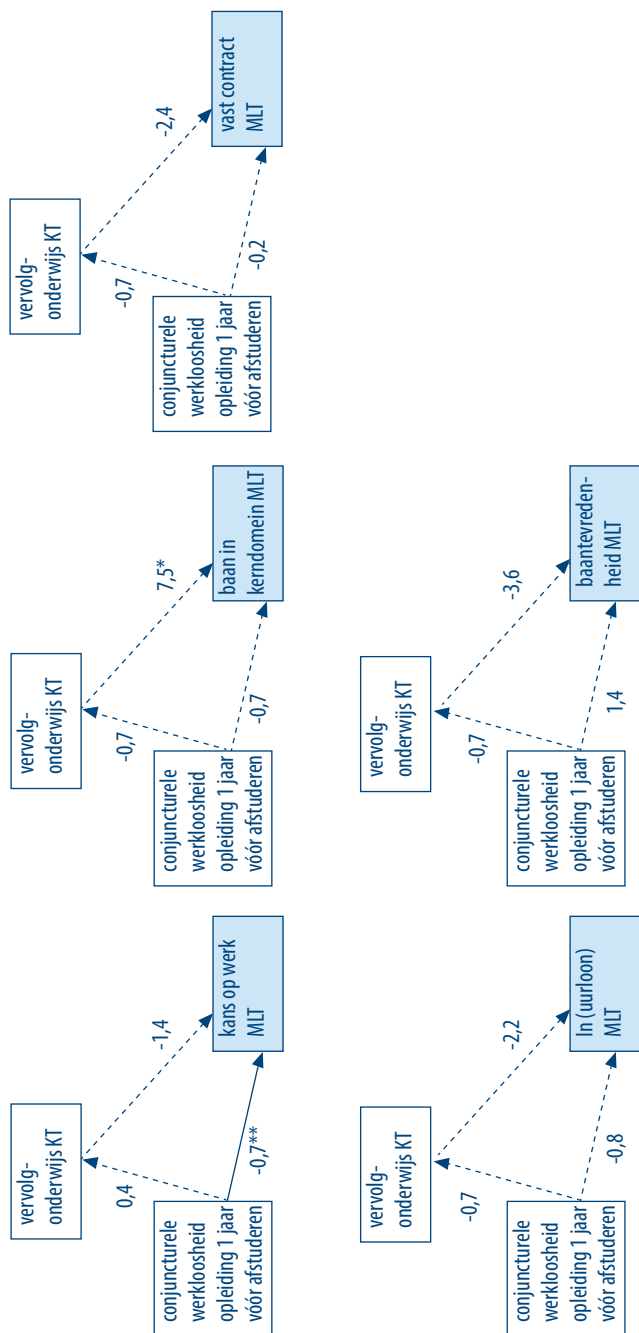 vervolg-
onderwijs KT
0,4
-1,4
conjuncturele
werkloosheid
opleiding 1 jaar
vóór afstuderen
-0,7**
kans op werk
MLT
vervolg-
onderwijs KT
-0,7
7,5*
conjuncturele
werkloosheid
opleiding 1 jaar
vóór afstuderen
-0,7
baan in
kerndomein MLT
vervolg-
onderwijs KT
-0,7
-2,4
conjuncturele
werkloosheid
opleiding 1 jaar
vóór afstuderen
-0,2
vast contract
MLT
vervolg-
onderwijs KT
-0,7
-2,2
conjuncturele
werkloosheid
opleiding 1 jaar
vóór afstuderen
-0,8
ln (uurloon)
MLT
vervolg-
onderwijs KT
-0,7
-3,6
conjuncturele
werkloosheid
opleiding 1 jaar
vóór afstuderen
1,4
baantevreden-
heid MLT